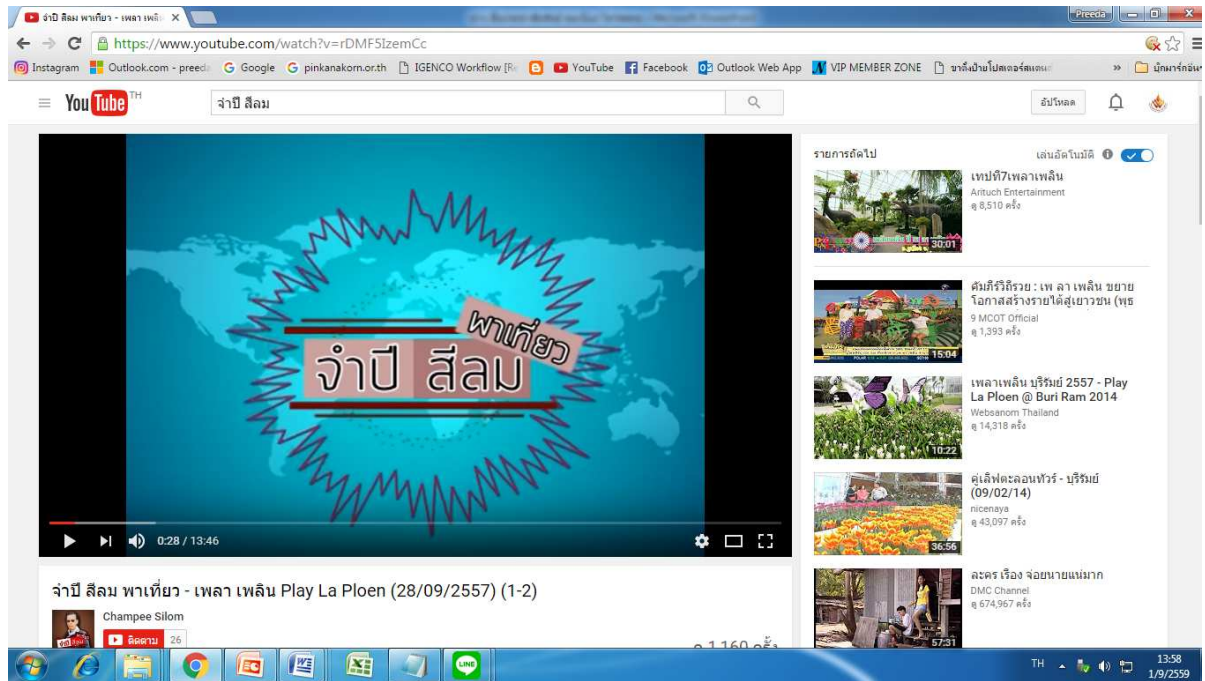 จำปี สีลม พาเที่ยว - เพลา เพลิ
Preeda
https://www.youtube.com/watch?v=rDMF5IzemCc
Instagram
Outlook.com - preeda
Google
pinkanakorn.or.th
IGENCO Workflow [Re
YouTube
Facebook
Outlook Web App
VIP MEMBER ZONE
»
You Tube TH
จำปี สีลม
อัปโหลด
พาเที่ยว
จำปี สีลม
0:28 / 13:46
จำปี สีลม พาเที่ยว - เพลา เพลิน Play La Ploen (28/09/2557) (1-2)
Champee Silom
ติดตาม 26
ดู 1,160 ครั้ง
รายการถัดไป
เล่นอัตโนมัติ
30:01
เทปที่7เพลาเพลิน
Arituch Entertainment
ดู 8,510 ครั้ง
15:04
คัมภีร์วิถีรวย : เพ ลา เพลิน ขยาย
โอกาสสร้างรายได้สู่เยาวชน (พุธ
9 MCOT Official
ดู 1,393 ครั้ง
10:22
เพลาเพลิน บุรีรัมย์ 2557 - Play
La Ploen @ Buri Ram 2014
Websanom Thailand
ดู 14,318 ครั้ง
36:56
คู่เลิฟตะลอนทัวร์ - บุรีรัมย์
(09/02/14)
nicenaya
ดู 43,097 ครั้ง
57:31
ละคร เรื่อง จ่อยนายแน่มาก
DMC Channel
ดู 674,967 ครั้ง
LINE
TH
13:58
1/9/2559